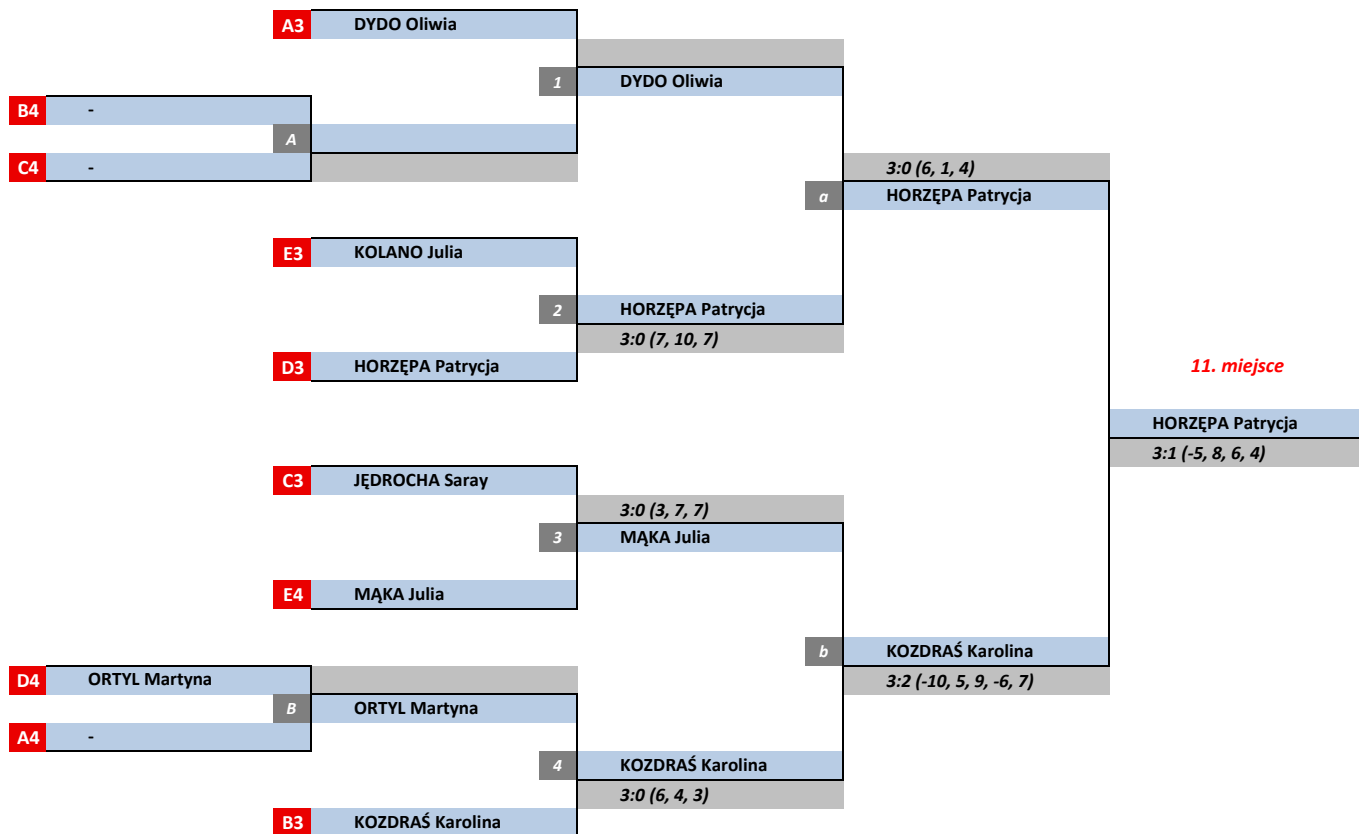 A3 DYDO Oliwia
1 DYDO Oliwia
B4 -
A
C4 -
3:0 (6, 1, 4)
a HORZĘPA Patrycja
E3 KOLANO Julia
2 HORZĘPA Patrycja
3:0 (7, 10, 7)
D3 HORZĘPA Patrycja
11. miejsce
HORZĘPA Patrycja
3:1 (-5, 8, 6, 4)
C3 JĘDROCHA Saray
3:0 (3, 7, 7)
3 MĄKA Julia
E4 MĄKA Julia
b KOZDRAŚ Karolina
3:2 (-10, 5, 9, -6, 7)
D4 ORTYL Martyna
B ORTYL Martyna
A4 -
4 KOZDRAŚ Karolina
3:0 (6, 4, 3)
B3 KOZDRAŚ Karolina